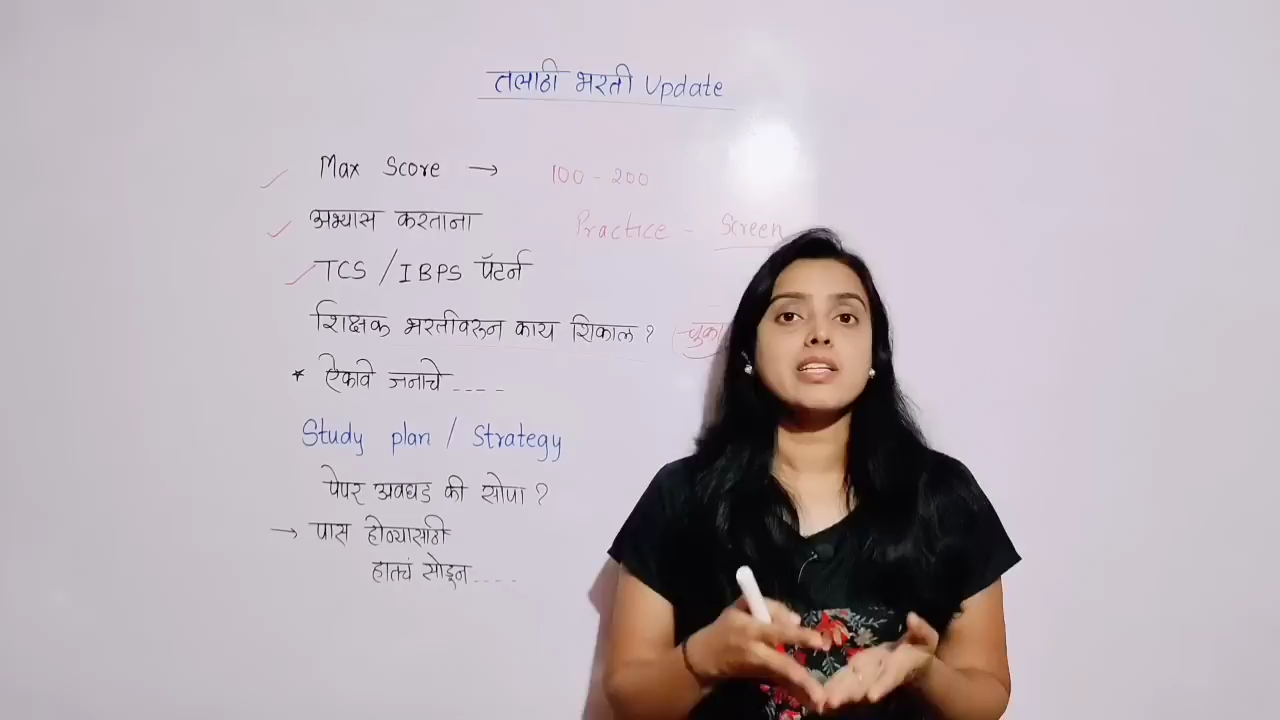 तलाठी भरती Update
Max Score → 100 - 200
अभ्यास करताना Practice - Screen
TCS / IBPS पॅटर्न
शिक्षक भरतीवरून काय शिकाल ? (चुका
* ऐकावे जनाचे ----
Study plan / Strategy
पेपर अवघड की सोपा ?
→ पास होण्यासाठी
हातचं सोडून ----